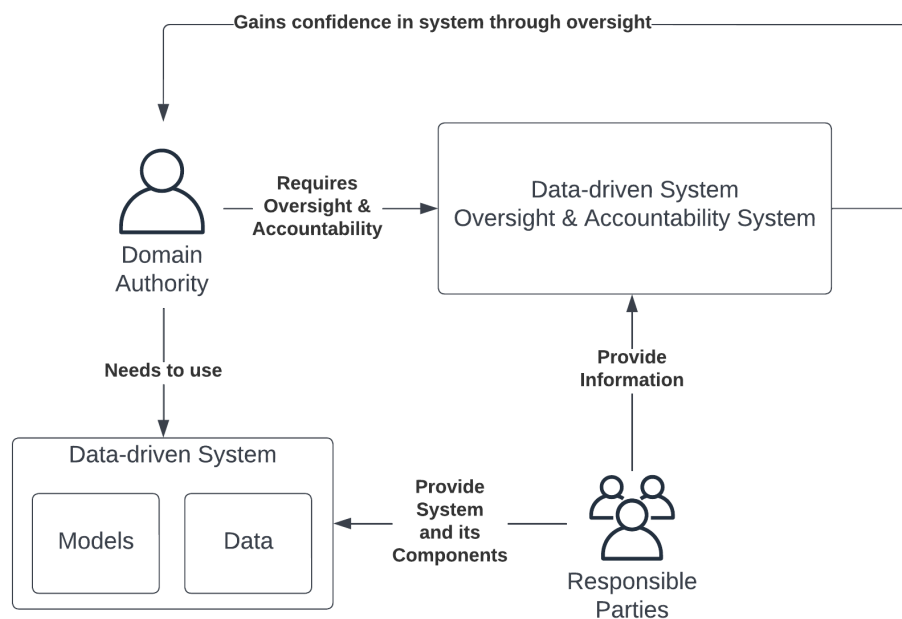 Gains confidence in system through oversight
Requires
Oversight &
Accountability
Data-driven System
Oversight & Accountability System
Domain
Authority
Needs to use
Provide
Information
Data-driven System
Models
Data
Provide
System
and its
Components
Responsible
Parties